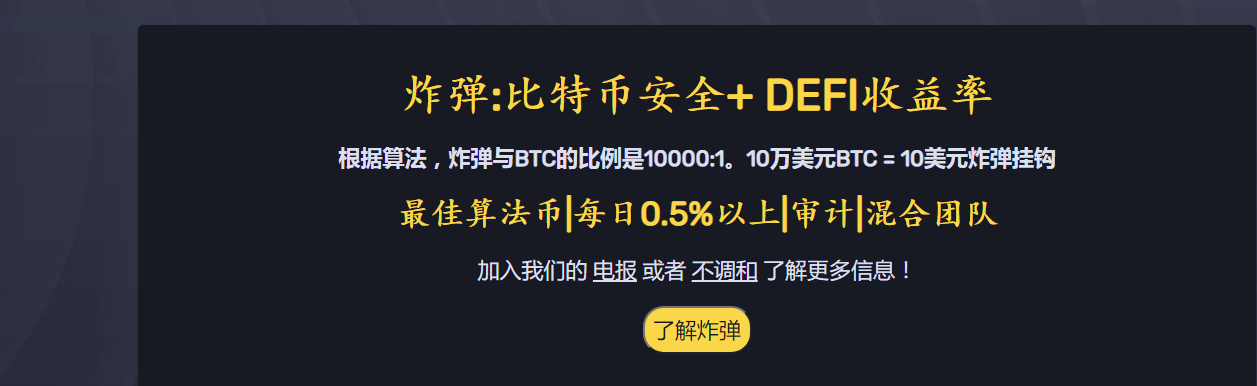 炸弹:比特币安全+ DEFI收益率
根据算法，炸弹与BTC的比例是10000:1。10万美元BTC = 10美元炸弹挂钩
最佳算法币|每日0.5%以上|审计|混合团队
加入我们的 电报 或者 不调和 了解更多信息！
了解炸弹